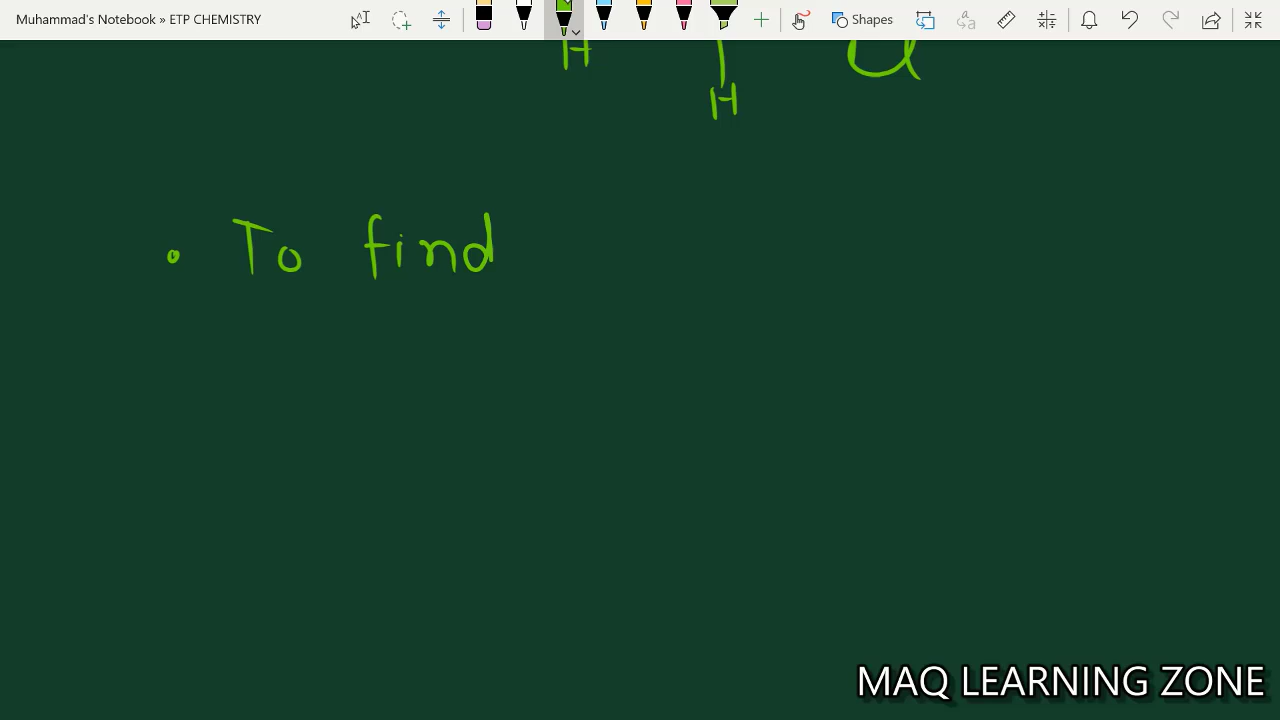 Muhammad's Notebook » ETP CHEMISTRY
Shapes
H
H
• To find
MAQ LEARNING ZONE